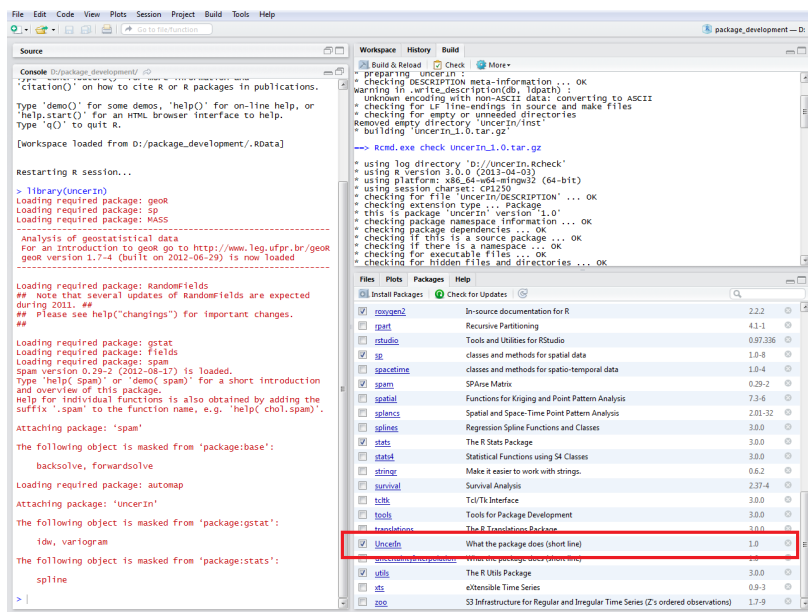 File Edit Code View Plots Session Project Build Tools Help
Go to file/function
package_development — D:
Source
Console D:/package_development/
'citation()' on how to cite R or R packages in publications.
Type 'demo()' for some demos, 'help()' for on-line help, or
'help.start()' for an HTML browser interface to help.
Type 'q()' to quit R.
[Workspace loaded from D:/package_development/.RData]
Restarting R session...
> library(UncerIn)
Loading required package: geoR
Loading required package: sp
Loading required package: MASS
--------------------------------------------------------------
Analysis of geostatistical data
For an Introduction to geoR go to http://www.leg.ufpr.br/geoR
geoR version 1.7-4 (built on 2012-06-29) is now loaded
--------------------------------------------------------------
Loading required package: RandomFields
## Note that several updates of RandomFields are expected
during 2011. ##
## Please see help("changings") for important changes.
##
Loading required package: gstat
Loading required package: fields
Loading required package: spam
Spam version 0.29-2 (2012-08-17) is loaded.
Type 'help( Spam)' or 'demo( spam)' for a short introduction
and overview of this package.
Help for individual functions is also obtained by adding the
suffix '.spam' to the function name, e.g. 'help( chol.spam)'.
Attaching package: ‘spam’
The following object is masked from ‘package:base’:
backsolve, forwardsolve
Loading required package: automap
Attaching package: ‘UncerIn’
The following object is masked from ‘package:gstat’:
idw, variogram
The following object is masked from ‘package:stats’:
spline
>
Workspace History Build
Build & Reload Check More
* preparing 'UncerIn':
* checking DESCRIPTION meta-information ... OK
Warning in .write_description(db, ldpath) :
Unknown encoding with non-ASCII data: converting to ASCII
* checking for LF line-endings in source and make files
* checking for empty or unneeded directories
Removed empty directory 'UncerIn/inst'
* building 'UncerIn_1.0.tar.gz'
==> Rcmd.exe check UncerIn_1.0.tar.gz
* using log directory 'D://UncerIn.Rcheck'
* using R version 3.0.0 (2013-04-03)
* using platform: x86_64-w64-mingw32 (64-bit)
* using session charset: CP1250
* checking for file 'UncerIn/DESCRIPTION' ... OK
* checking extension type ... Package
* this is package 'UncerIn' version '1.0'
* checking package namespace information ... OK
* checking package dependencies ... OK
* checking if this is a source package ... OK
* checking if there is a namespace ... OK
* checking for executable files ... OK
* checking for hidden files and directories ... OK
Files Plots Packages Help
Install Packages Check for Updates
roxygen2 In-source documentation for R 2.2.2
rpart Recursive Partitioning 4.1-1
rstudio Tools and Utilities for RStudio 0.97.336
sp classes and methods for spatial data 1.0-8
spacetime classes and methods for spatio-temporal data 1.0-4
spam SPArse Matrix 0.29-2
spatial Functions for Kriging and Point Pattern Analysis 7.3-6
splancs Spatial and Space-Time Point Pattern Analysis 2.01-32
splines Regression Spline Functions and Classes 3.0.0
stats The R Stats Package 3.0.0
stats4 Statistical Functions using S4 Classes 3.0.0
stringr Make it easier to work with strings. 0.6.2
survival Survival Analysis 2.37-4
tcltk Tcl/Tk Interface 3.0.0
tools Tools for Package Development 3.0.0
translations The R Translations Package 3.0.0
UncerIn What the package does (short line) 1.0
uncertaintyInterpolation What the package does (short line) 1.0
utils The R Utils Package 3.0.0
xts eXtensible Time Series 0.9-3
zoo S3 Infrastructure for Regular and Irregular Time Series (Z's ordered observations) 1.7-9